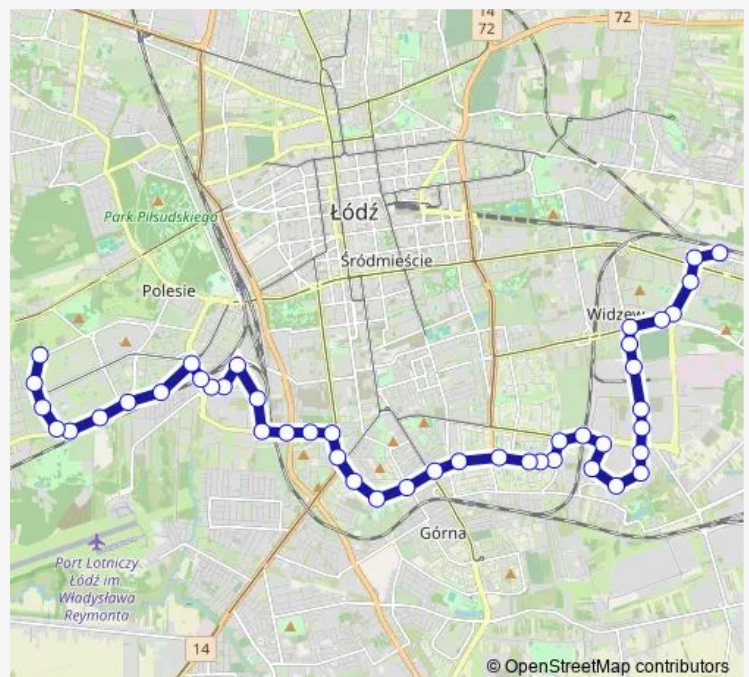 14
72
72
Park Piłsudskiego
Łódź
Śródmieście
Polesie
Widzew
Górna
Port Lotniczy
Łódź im.
Władysława
Reymonta
14
© OpenStreetMap contributors